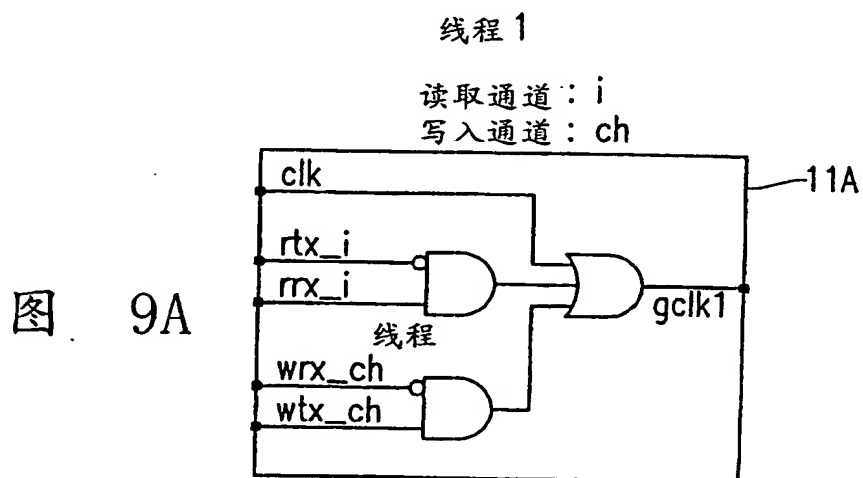 线程 1
读取通道：i
写入通道：ch
clk
11A
rtx_i
rrx_i
gclk1
图 9A
线程
wrx_ch
wtx_ch